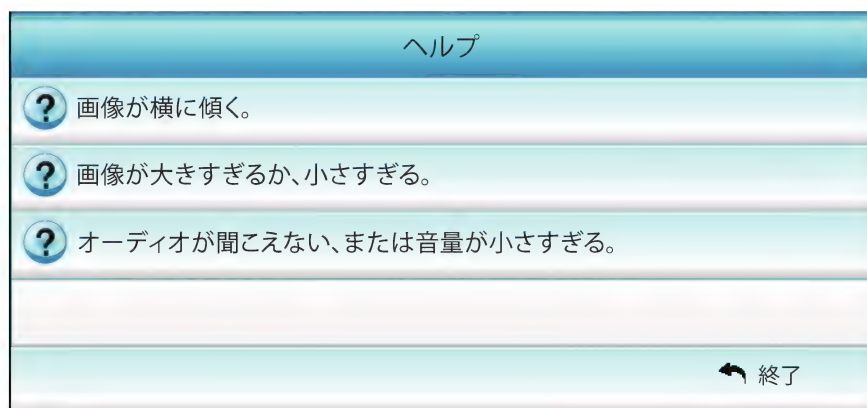 ヘルプ
? 画像が横に傾く。
? 画像が大きすぎるか、小さすぎる。
? オーディオが聞こえない、または音量が小さすぎる。
終了